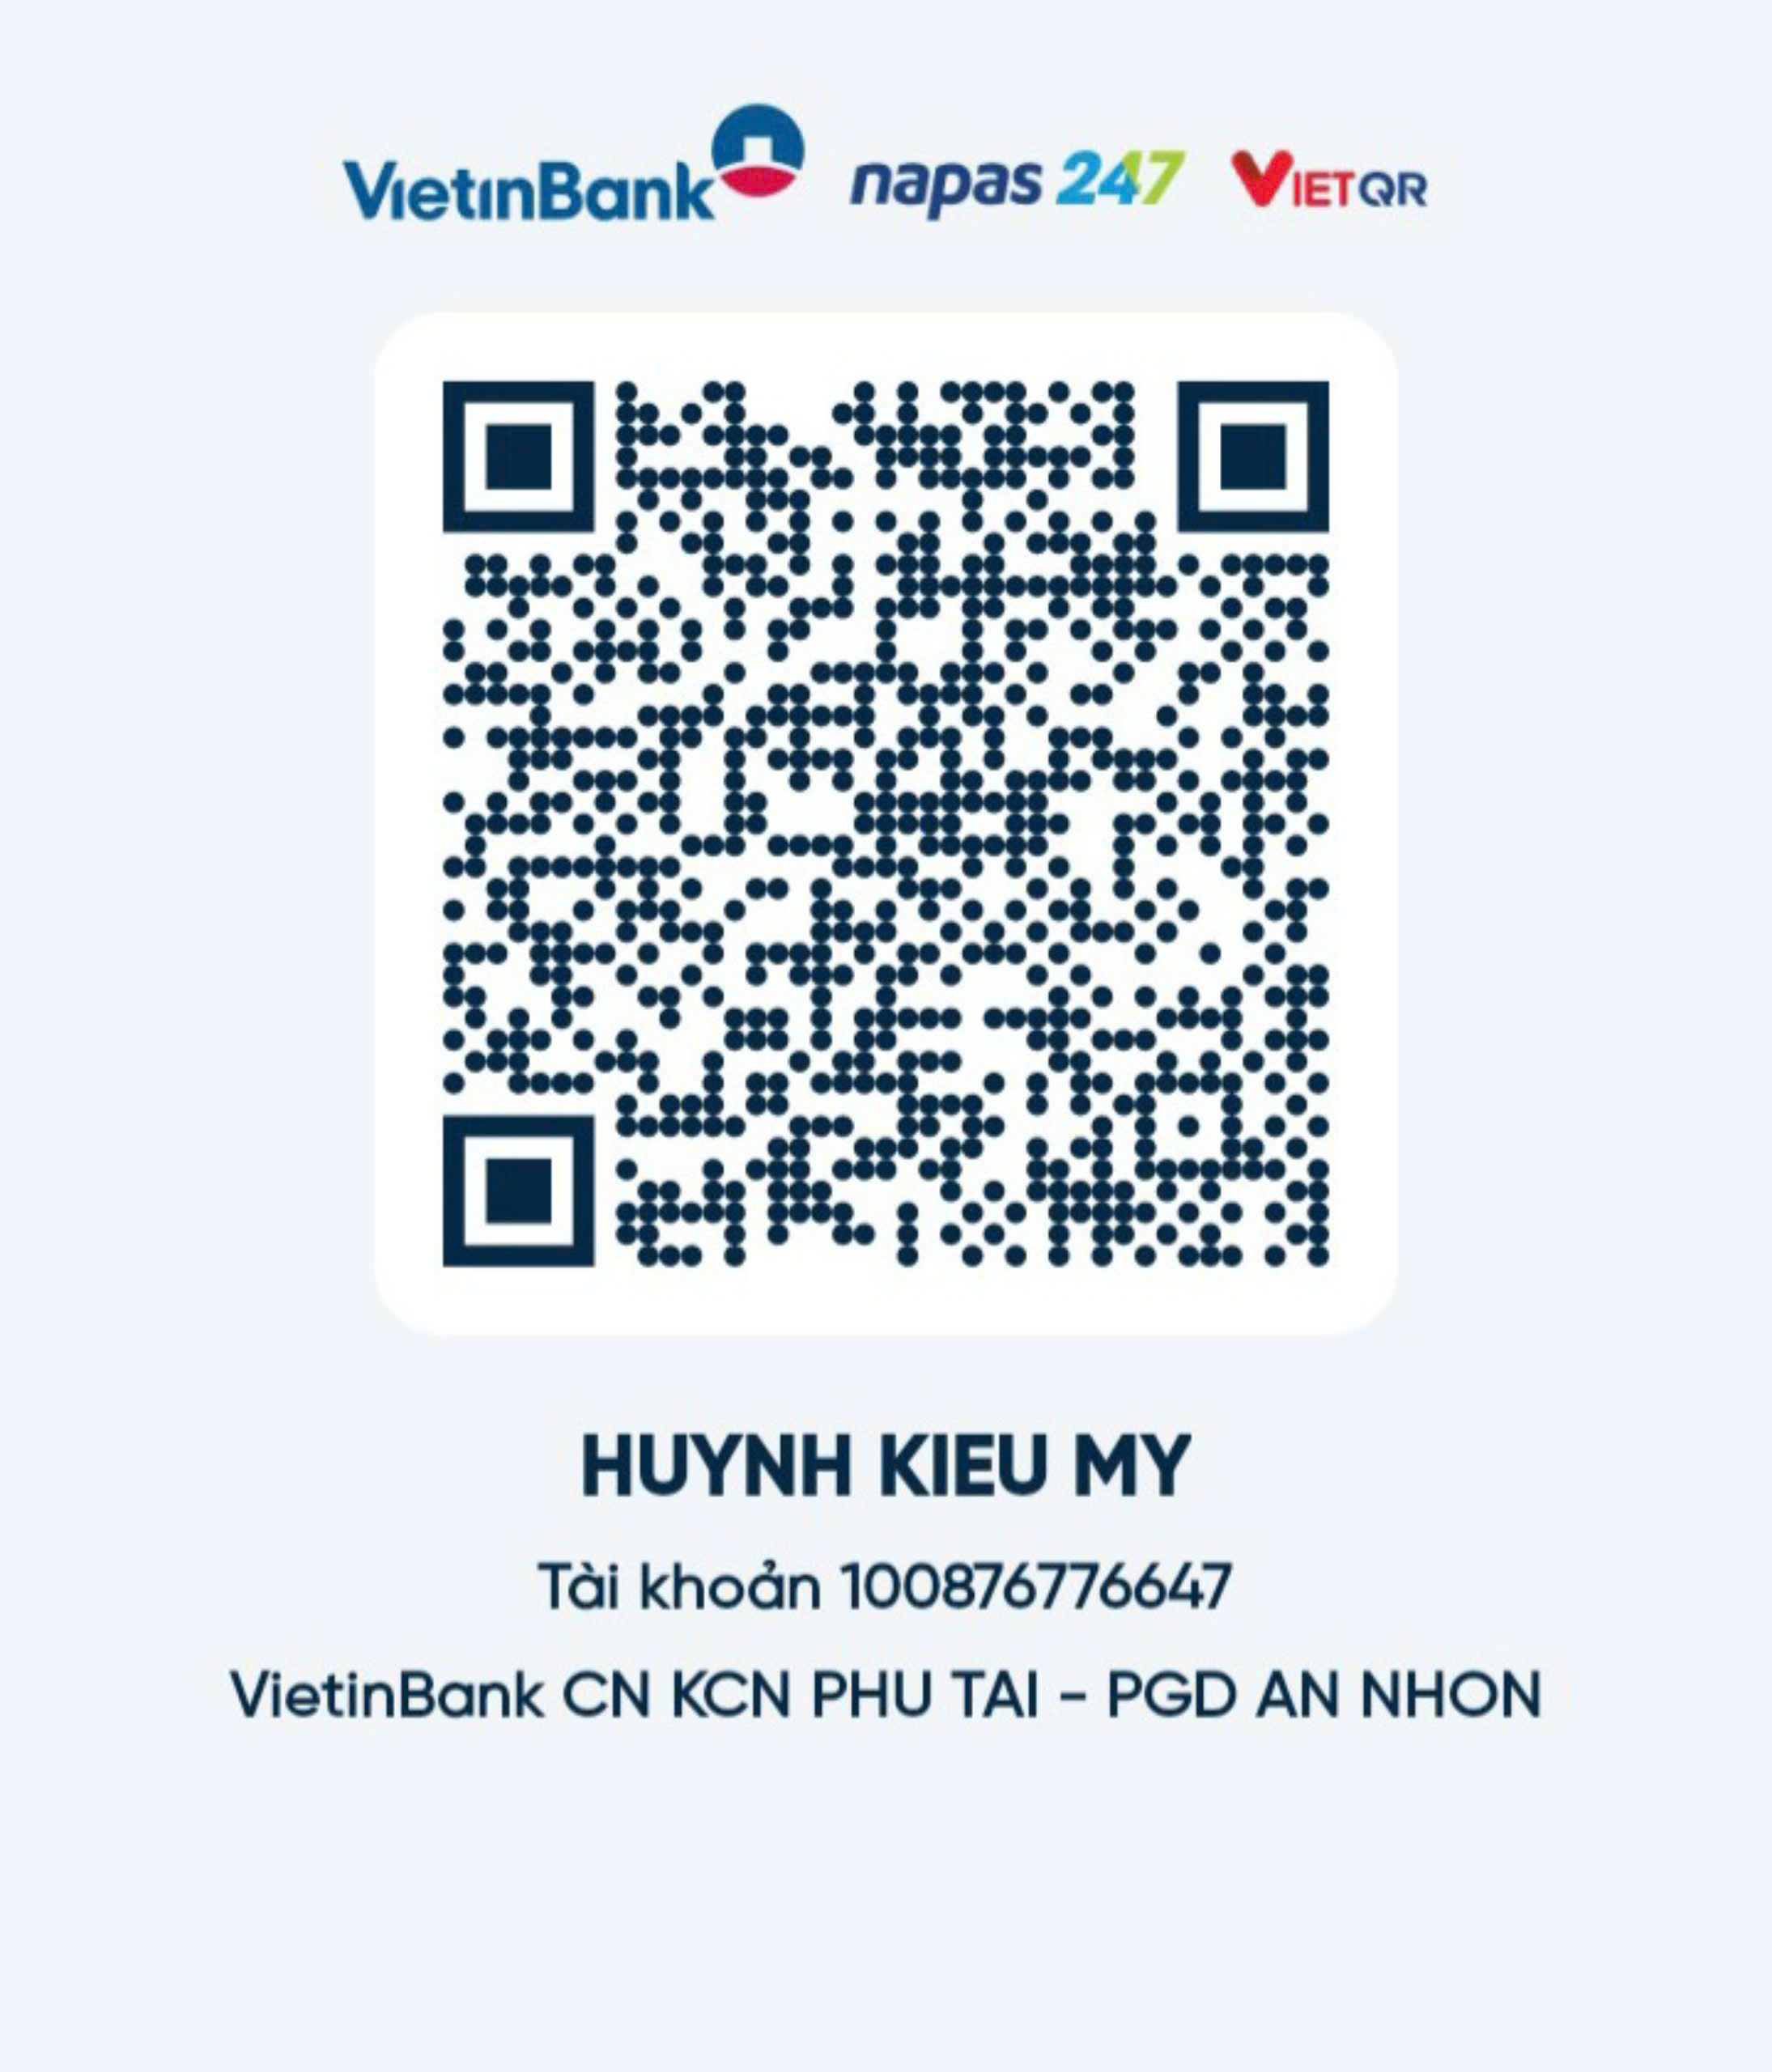 VietinBank napas 247 VIETQR
HUYNH KIEU MY
Tài khoản 100876776647
VietinBank CN KCN PHU TAI - PGD AN NHON